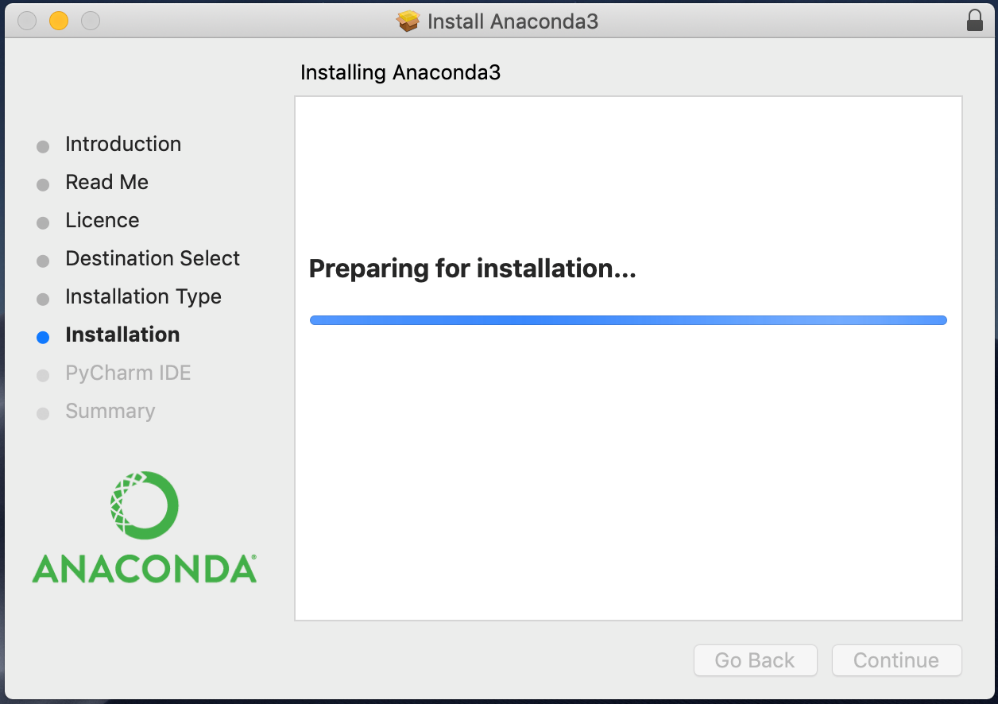 Install Anaconda3
Installing Anaconda3
Introduction
Read Me
Licence
Destination Select
Installation Type
Installation
PyCharm IDE
Summary
Preparing for installation...
ANACONDA®
Go Back
Continue